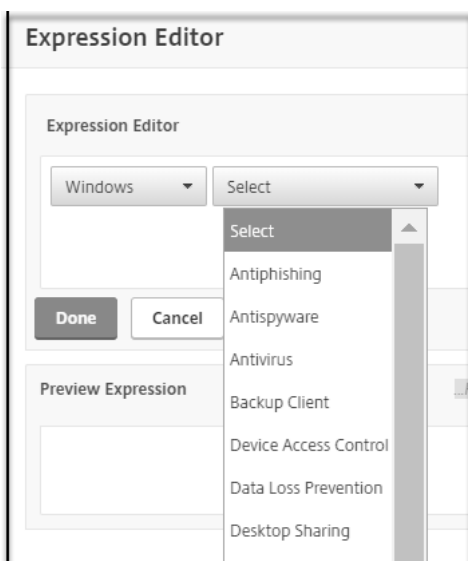 Expression Editor
Expression Editor
Windows Select
Select
Antiphishing
Antispyware
Done Cancel
Antivirus
Preview Expression
Backup Client
Device Access Control
Data Loss Prevention
Desktop Sharing